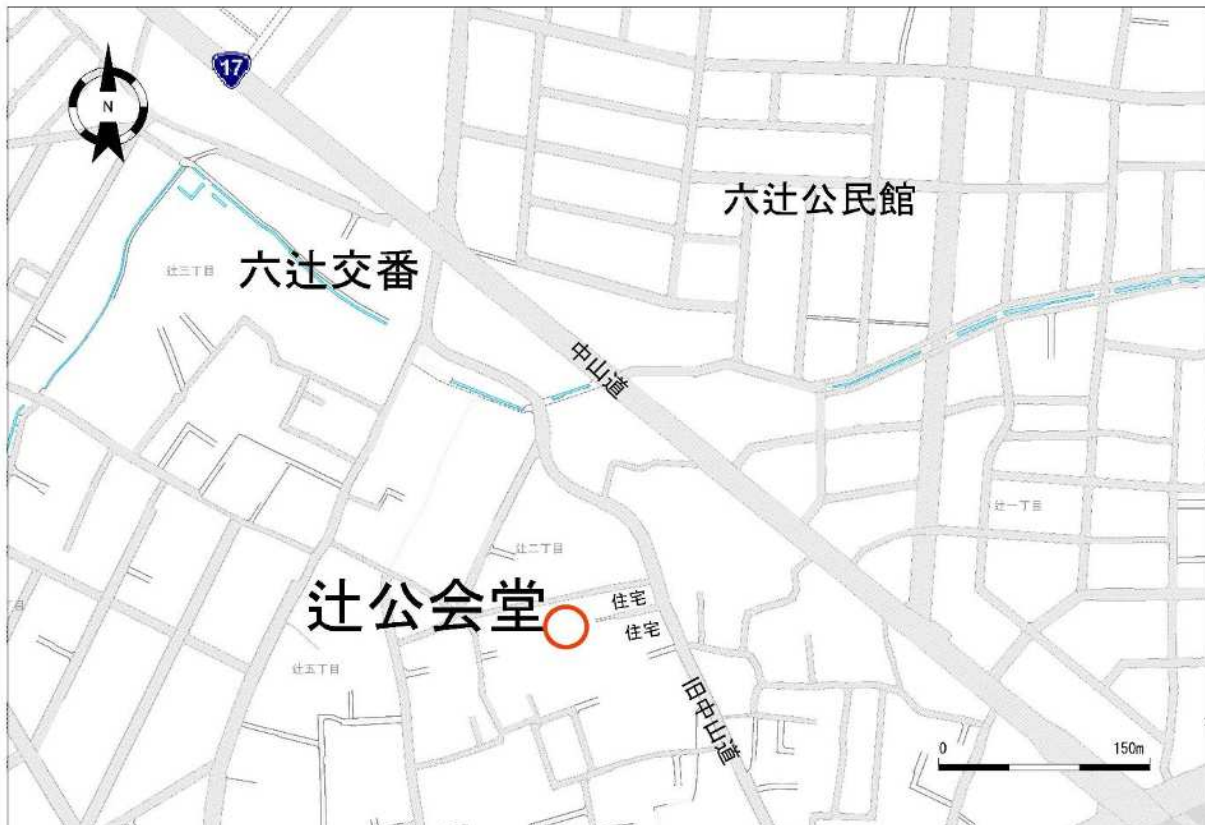 17
N
六辻公民館
六辻交番
辻三丁目
中山道
辻一丁目
辻二丁目
辻公会堂
住宅
住宅
辻五丁目
旧中山道
0 150m